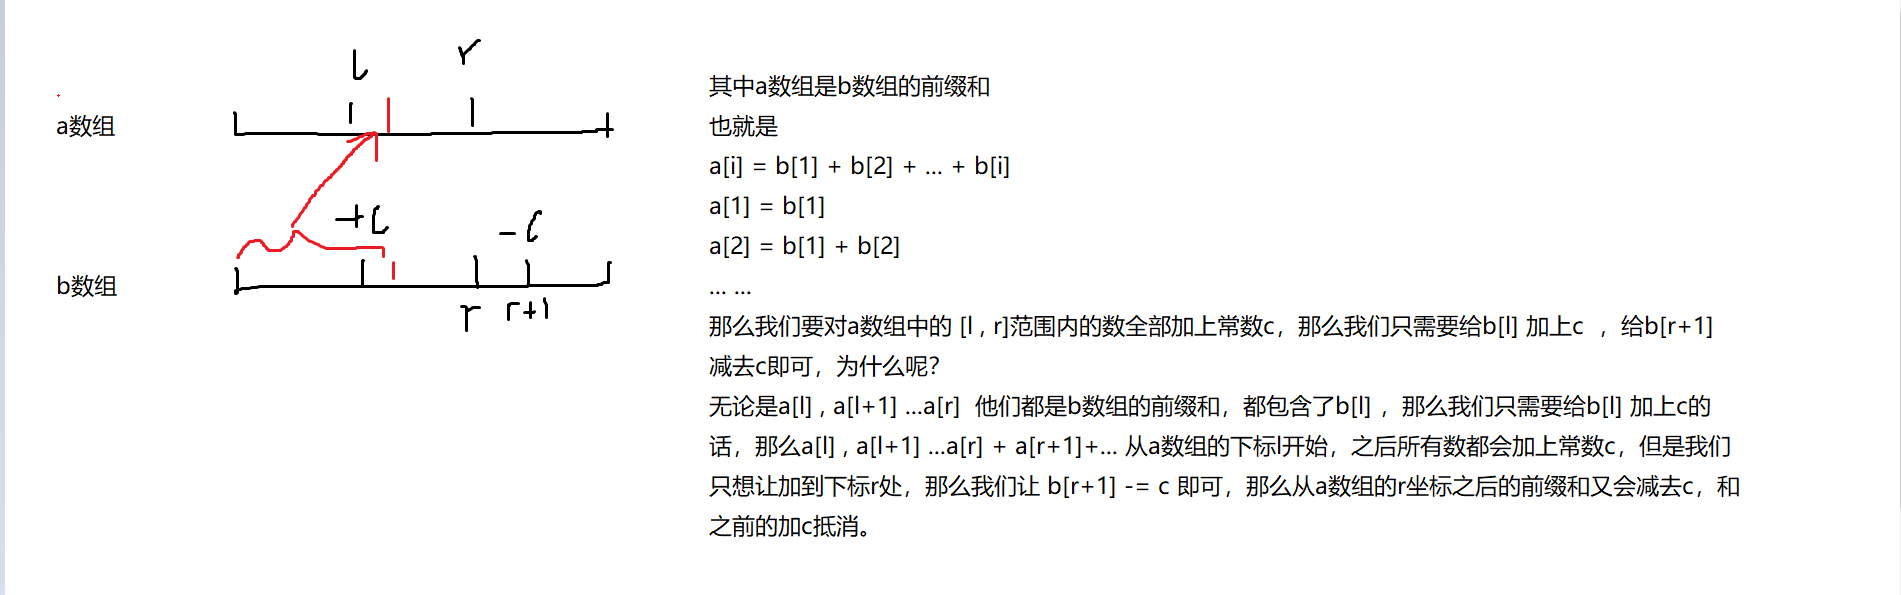 l r
a数组
+c -c
b数组
r r+1
其中a数组是b数组的前缀和
也就是
a[i] = b[1] + b[2] + ... + b[i]
a[1] = b[1]
a[2] = b[1] + b[2]
... ...
那么我们要对a数组中的 [l , r]范围内的数全部加上常数c，那么我们只需要给b[l] 加上c ，给b[r+1]
减去c即可，为什么呢？
无论是a[l] , a[l+1] ...a[r] 他们都是b数组的前缀和，都包含了b[l] ，那么我们只需要给b[l] 加上c的
话，那么a[l] , a[l+1] ...a[r] + a[r+1]+... 从a数组的下标l开始，之后所有数都会加上常数c，但是我们
只想让加到下标r处，那么我们让 b[r+1] -= c 即可，那么从a数组的r坐标之后的前缀和又会减去c，和
之前的加c抵消。